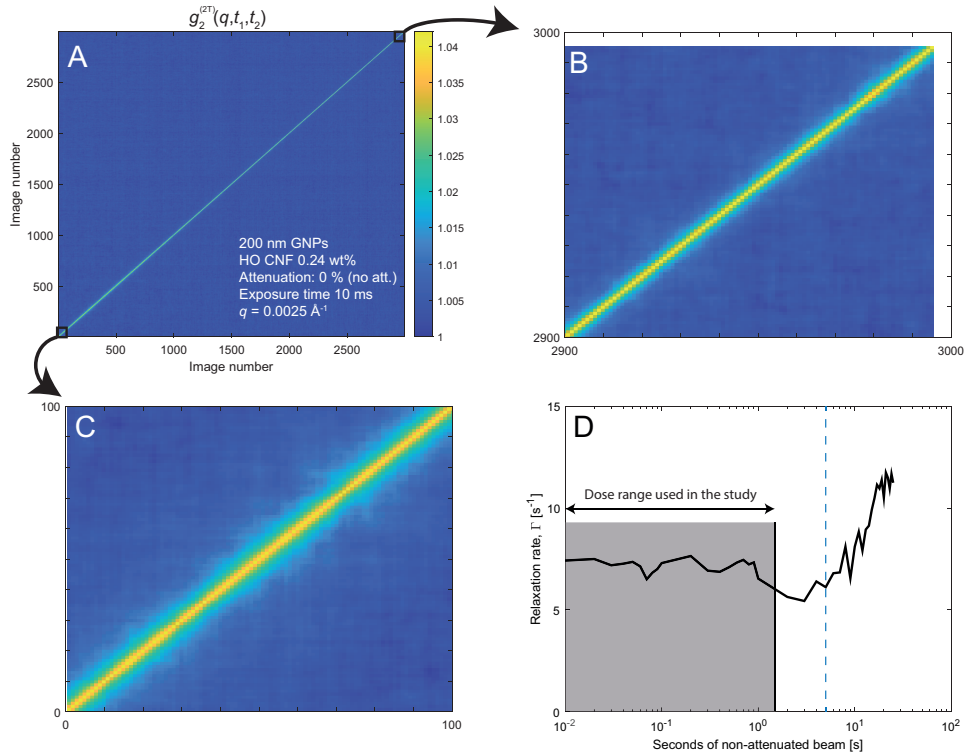 g₂⁽²ᵀ⁾(q,t₁,t₂)
A
Image number
2500
2000
1500
1000
500
500 1000 1500 2000 2500
Image number
200 nm GNPs
HO CNF 0.24 wt%
Attenuation: 0 % (no att.)
Exposure time 10 ms
q = 0.0025 Å⁻¹
1.04
1.035
1.03
1.025
1.02
1.015
1.01
1.005
1
B
3000
2900
2900 3000
C
100
0
0 100
D
Relaxation rate, Γ [s⁻¹]
15
10
5
0
Dose range used in the study
10⁻² 10⁻¹ 10⁰ 10¹ 10²
Seconds of non-attenuated beam [s]